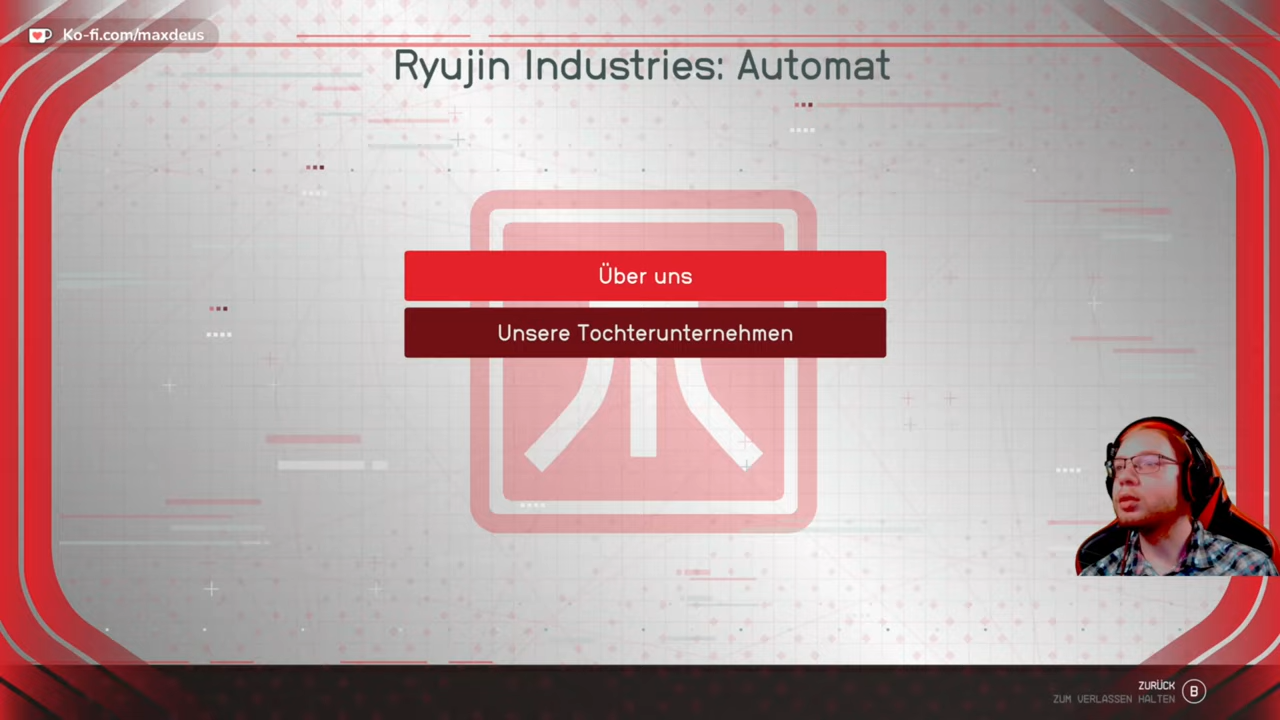 Ko-fi.com/maxdeus
Ryujin Industries: Automat
Über uns
Unsere Tochterunternehmen
ZURÜCK
ZUM VERLASSEN HALTEN
B